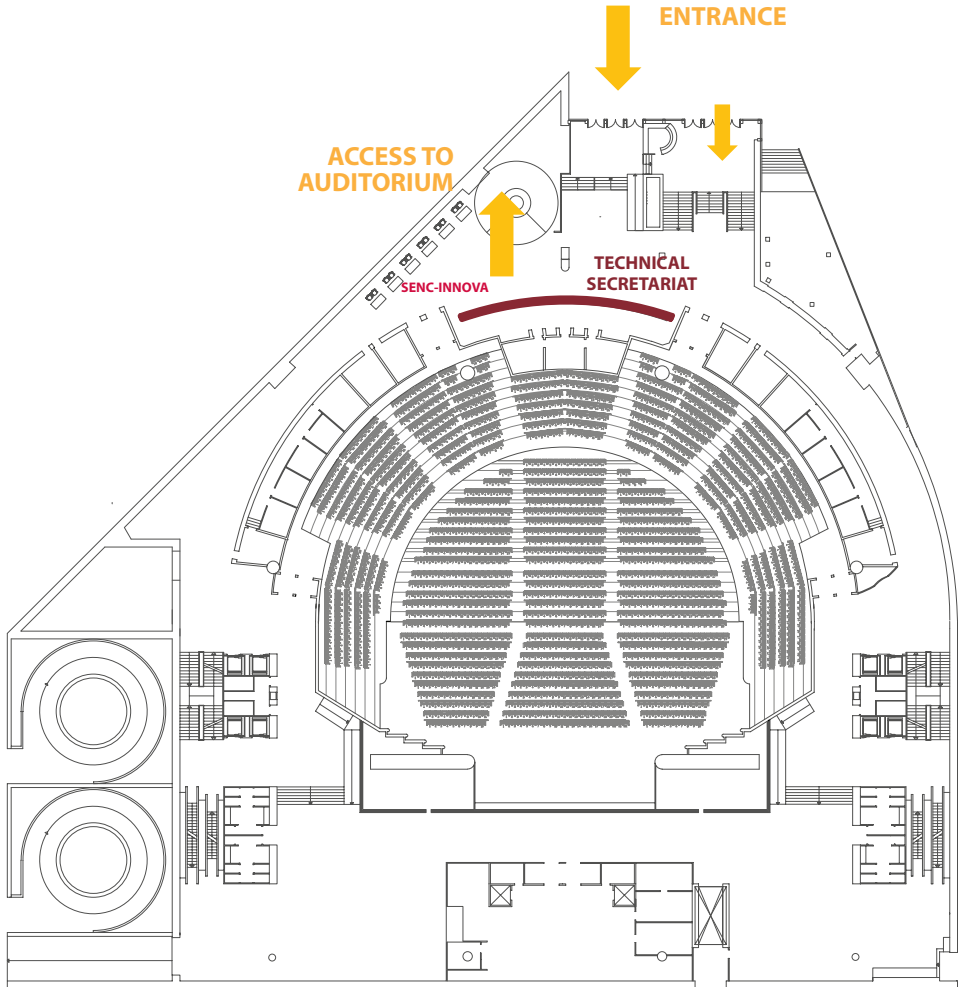 ENTRANCE
ACCESS TO
AUDITORIUM
TECHNICAL
SECRETARIAT
SENC-INNOVA